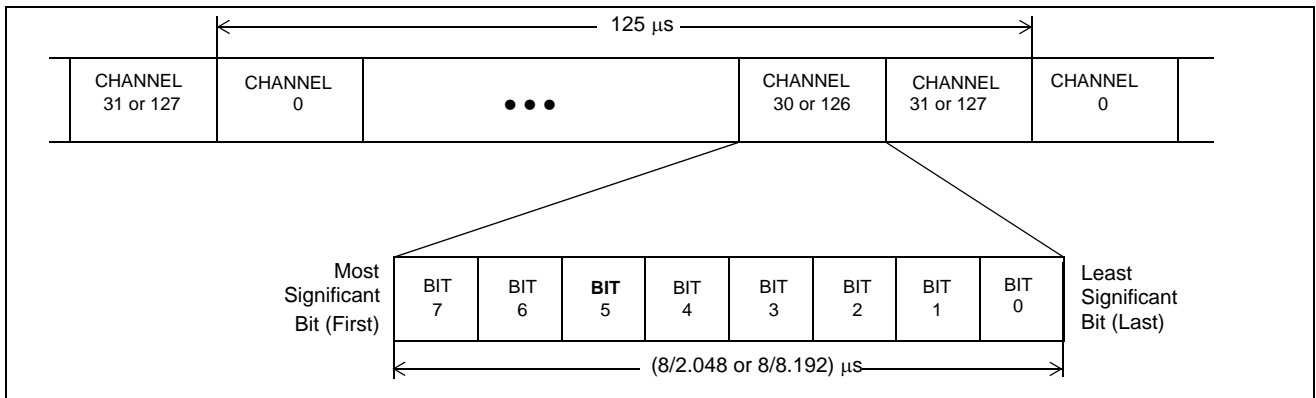 125 μs
CHANNEL 31 or 127
CHANNEL 0
•••
CHANNEL 30 or 126
CHANNEL 31 or 127
CHANNEL 0
Most Significant Bit (First)
BIT 7
BIT 6
BIT 5
BIT 4
BIT 3
BIT 2
BIT 1
BIT 0
Least Significant Bit (Last)
(8/2.048 or 8/8.192) μs